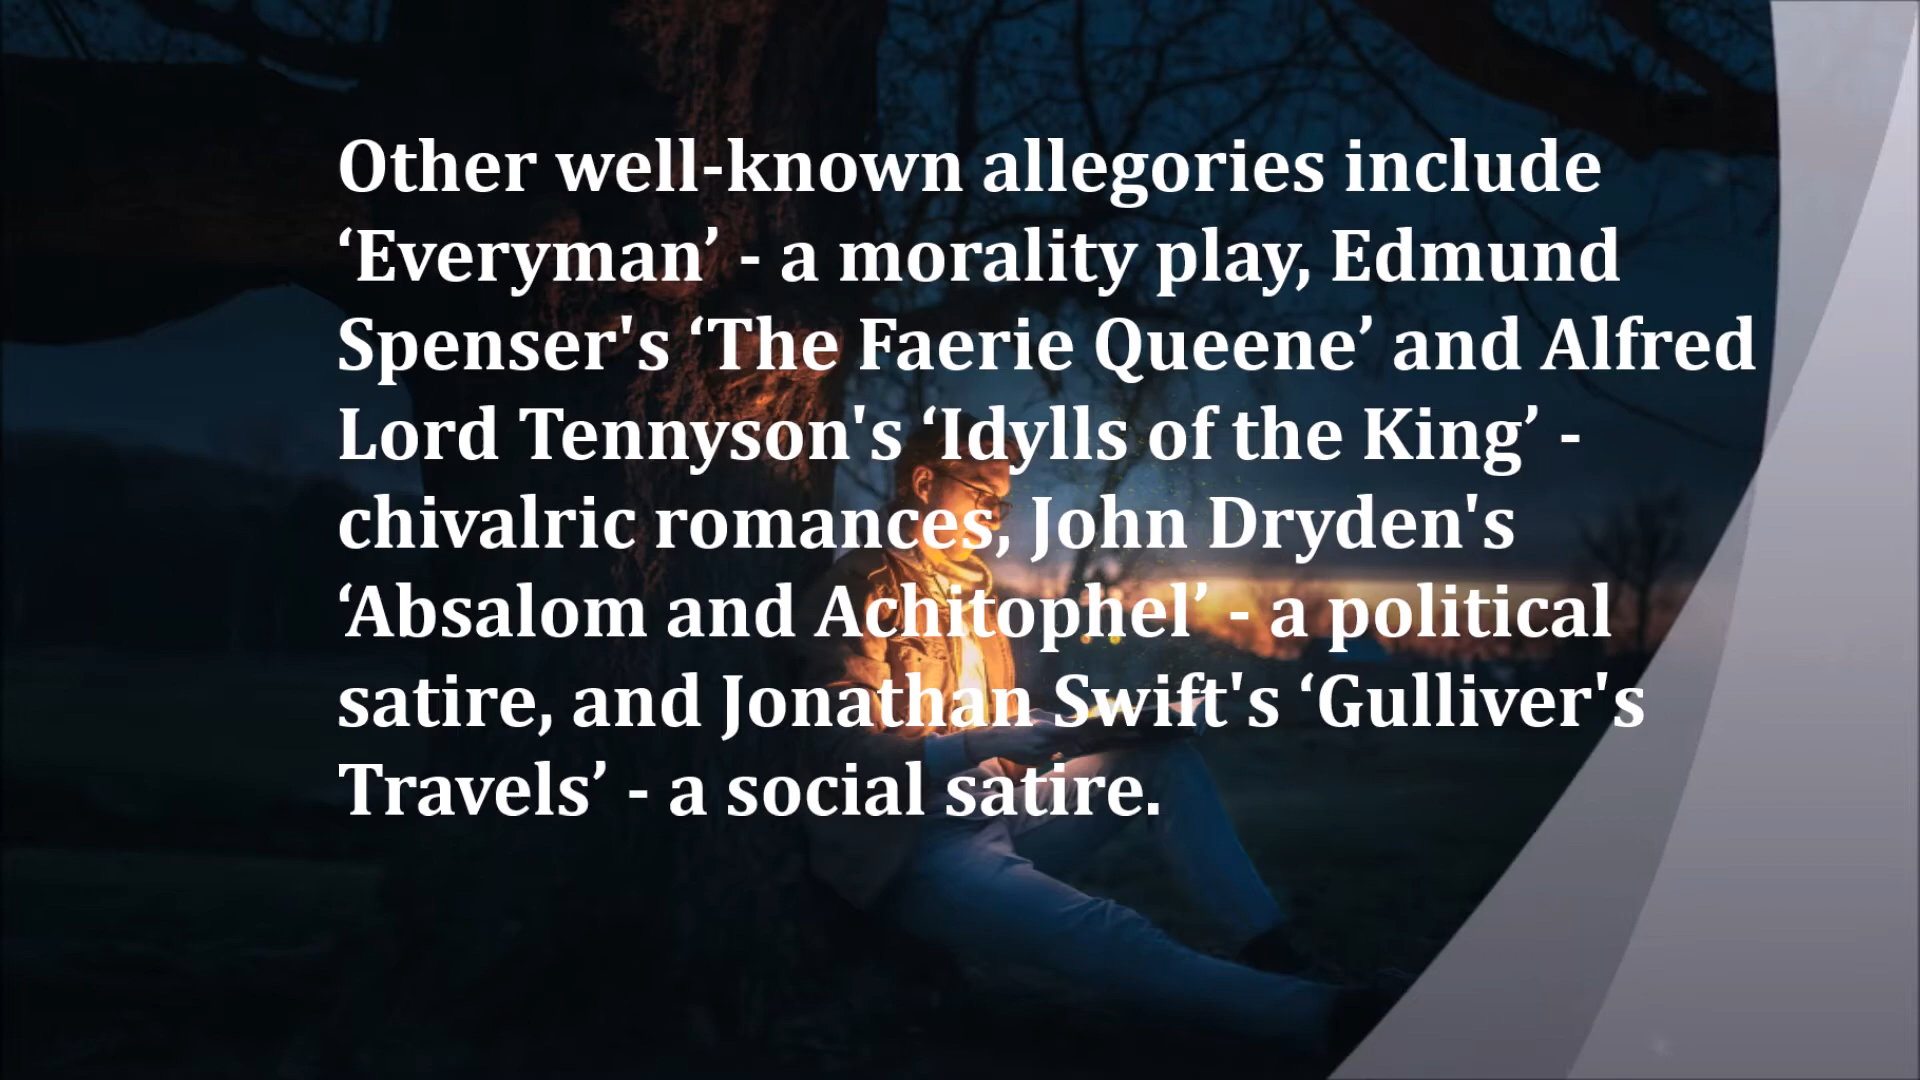 Other well-known allegories include
‘Everyman’ - a morality play, Edmund
Spenser's ‘The Faerie Queene’ and Alfred
Lord Tennyson's ‘Idylls of the King’ -
chivalric romances, John Dryden's
‘Absalom and Achitophel’ - a political
satire, and Jonathan Swift's ‘Gulliver's
Travels’ - a social satire.